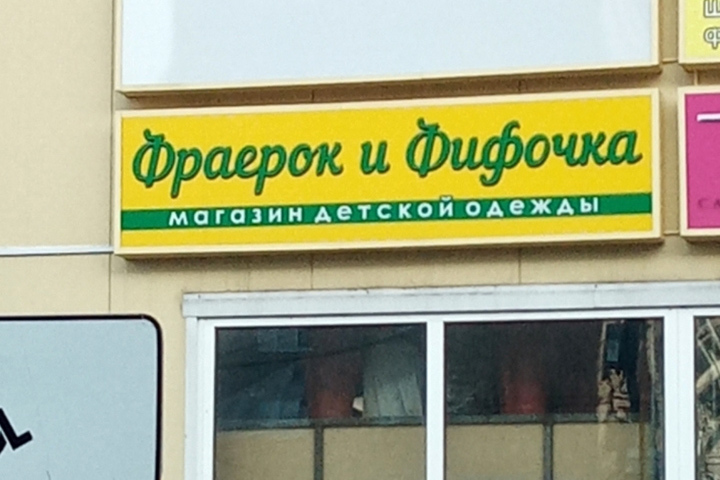 Фраерок и Фифочка
магазин детской одежды